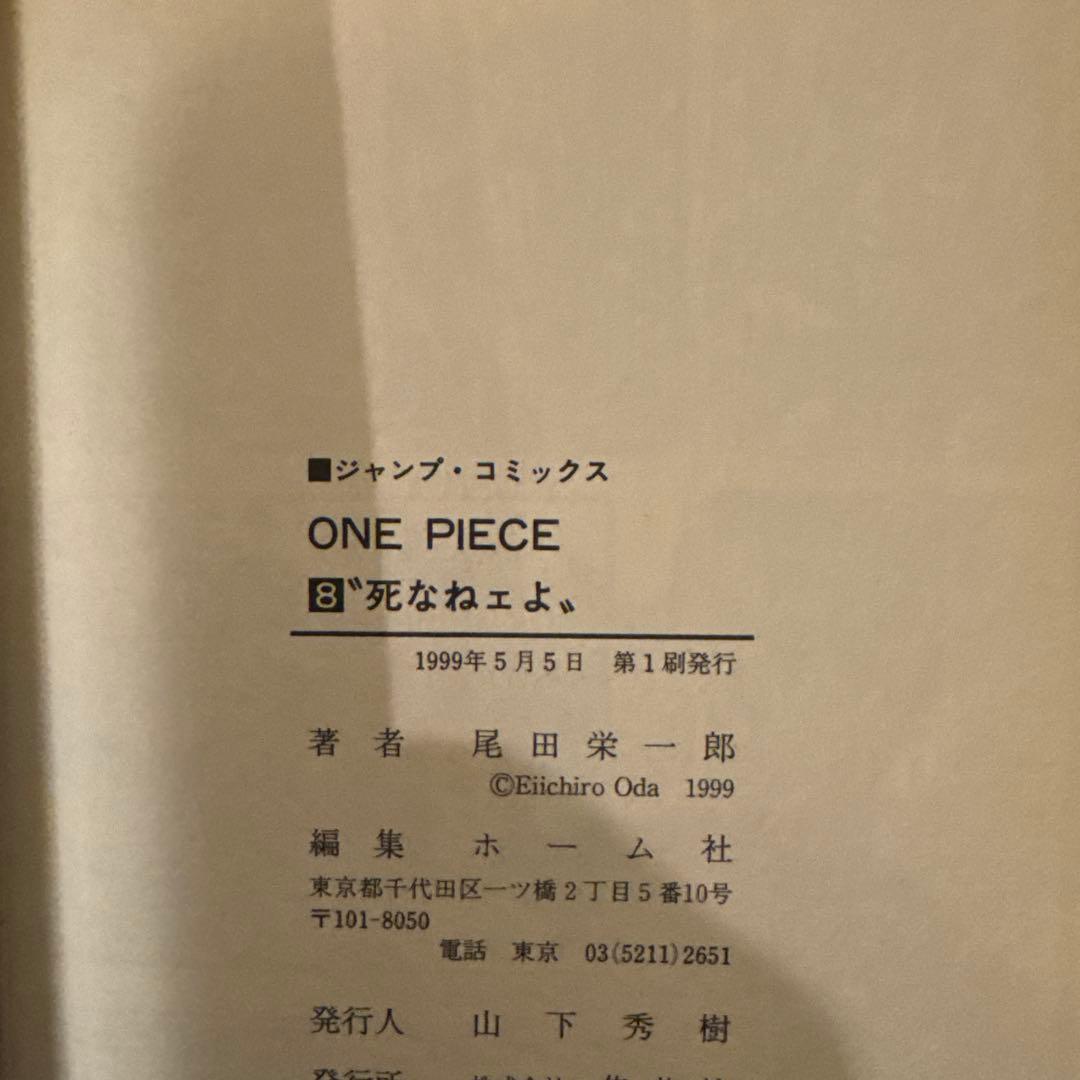 ■ジャンプ・コミックス
ONE PIECE
8〝死なねェよ〟
1999年5月5日 第1刷発行
著者 尾田栄一郎
©Eiichiro Oda 1999
編集 ホーム社
東京都千代田区一ツ橋2丁目5番10号
〒101-8050
電話 東京 03(5211)2651
発行人 山下秀樹